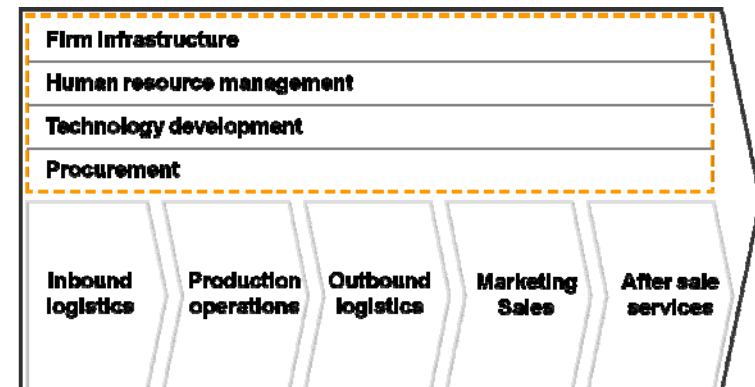 Firm infrastructure
Human resource management
Technology development
Procurement
Inbound
logistics
Production
operations
Outbound
logistics
Marketing
Sales
After sale
services